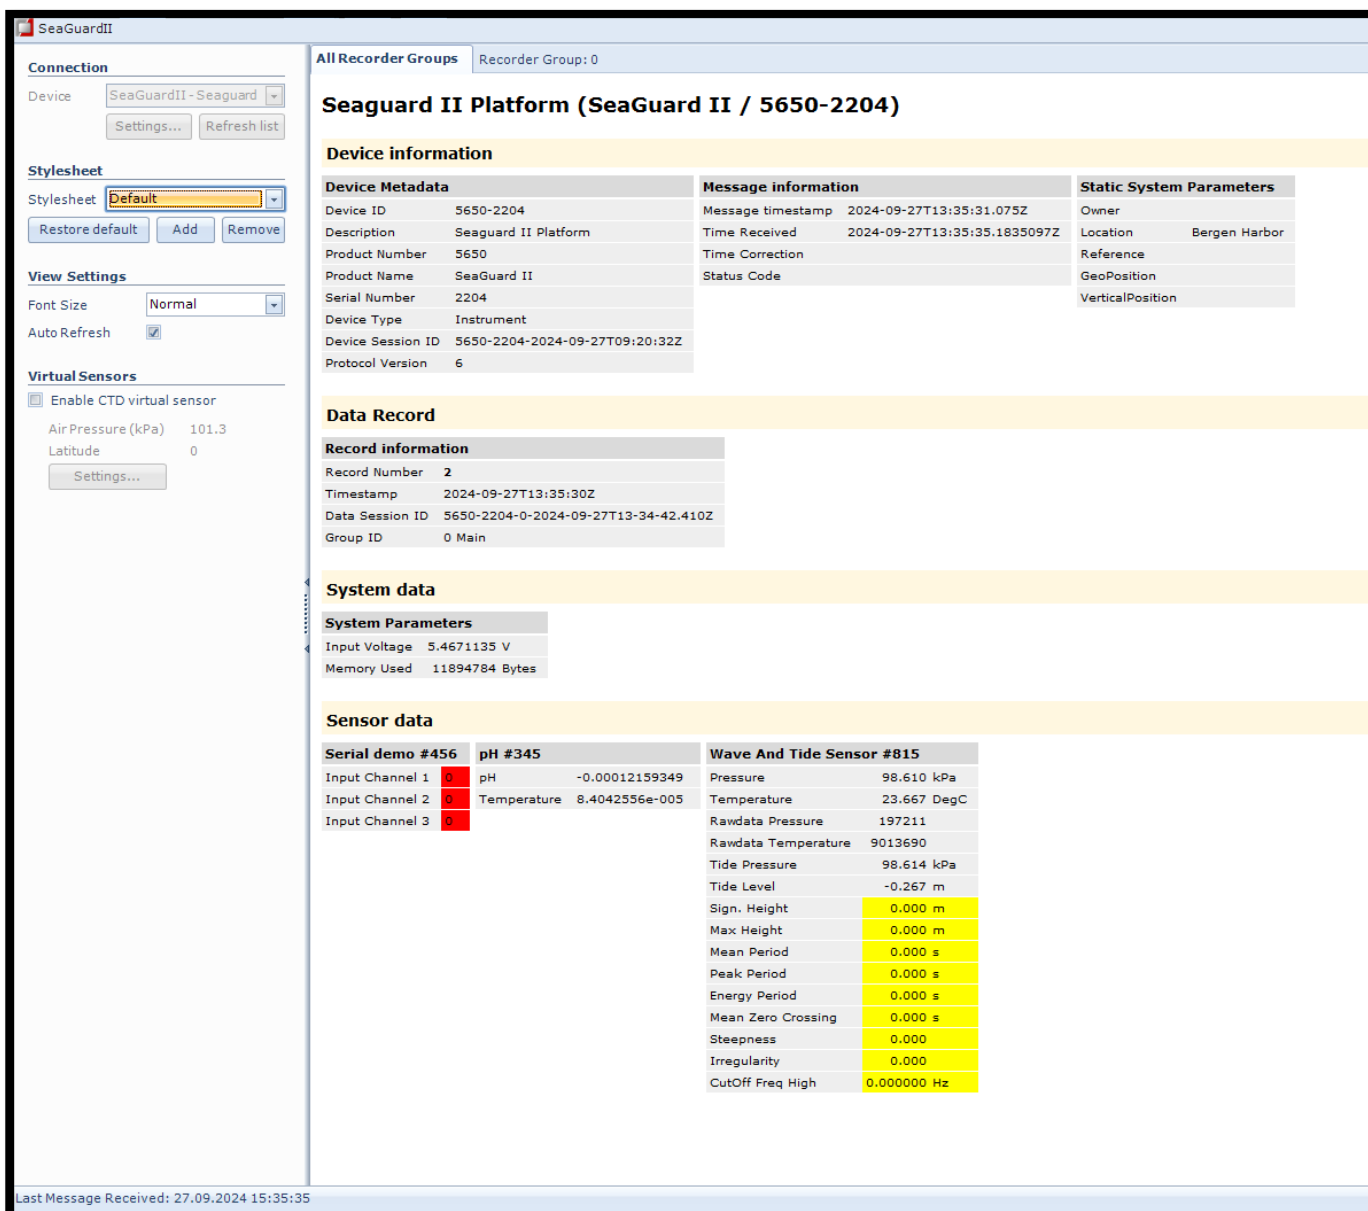 SeaGuardII
Connection
Device SeaGuardII - Seaguard
Settings... Refresh list
Stylesheet
Stylesheet Default
Restore default Add Remove
View Settings
Font Size Normal
Auto Refresh
Virtual Sensors
Enable CTD virtual sensor
Air Pressure (kPa) 101.3
Latitude 0
Settings...
All Recorder Groups Recorder Group: 0
Seaguard II Platform (SeaGuard II / 5650-2204)
Device information
Device Metadata Message information Static System Parameters
Device ID 5650-2204 Message timestamp 2024-09-27T13:35:31.075Z Owner
Description Seaguard II Platform Time Received 2024-09-27T13:35:35.1835097Z Location Bergen Harbor
Product Number 5650 Time Correction Reference
Product Name SeaGuard II Status Code GeoPosition
Serial Number 2204 VerticalPosition
Device Type Instrument
Device Session ID 5650-2204-2024-09-27T09:20:32Z
Protocol Version 6
Data Record
Record information
Record Number 2
Timestamp 2024-09-27T13:35:30Z
Data Session ID 5650-2204-0-2024-09-27T13-34-42.410Z
Group ID 0 Main
System data
System Parameters
Input Voltage 5.4671135 V
Memory Used 11894784 Bytes
Sensor data
Serial demo #456 pH #345 Wave And Tide Sensor #815
Input Channel 1 0 pH -0.00012159349 Pressure 98.610 kPa
Input Channel 2 0 Temperature 8.4042556e-005 Temperature 23.667 DegC
Input Channel 3 0 Rawdata Pressure 197211
Rawdata Temperature 9013690
Tide Pressure 98.614 kPa
Tide Level -0.267 m
Sign. Height 0.000 m
Max Height 0.000 m
Mean Period 0.000 s
Peak Period 0.000 s
Energy Period 0.000 s
Mean Zero Crossing 0.000 s
Steepness 0.000
Irregularity 0.000
CutOff Freq High 0.000000 Hz
Last Message Received: 27.09.2024 15:35:35